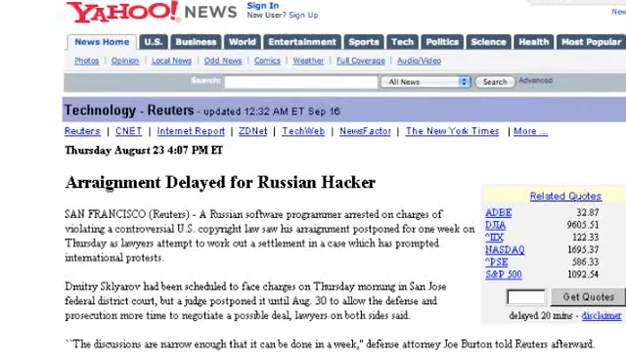 YAHOO! NEWS
Sign In
New User? Sign Up
New
News Home U.S. Business World Entertainment Sports Tech Politics Science Health Most Popular
Photos | Opinion | Local News | Odd News | Comics | Weather | Full Coverage | Audio/Video
Search: All News Search Advanced
Technology - Reuters - updated 12:32 AM ET Sep 16
Reuters | CNET | Internet Report | ZDNet | TechWeb | NewsFactor | The New York Times | More ...
Thursday August 23 4:07 PM ET
Arraignment Delayed for Russian Hacker
SAN FRANCISCO (Reuters) - A Russian software programmer arrested on charges of
violating a controversial U.S. copyright law saw his arraignment postponed for one week on
Thursday as lawyers attempt to work out a settlement in a case which has prompted
international protests.
Dmitry Sklyarov had been scheduled to face charges on Thursday morning in San Jose
federal district court, but a judge postponed it until Aug. 30 to allow the defense and
prosecution more time to negotiate a possible deal, lawyers on both sides said.
``The discussions are narrow enough that it can be done in a week,'' defense attorney Joe Burton told Reuters afterward.
Related Quotes
ADBE 32.87
DJIA 9605.51
^IIX 122.33
NASDAQ 1695.37
^PSE 586.33
S&P 500 1092.54
Get Quotes
delayed 20 mins - disclaimer